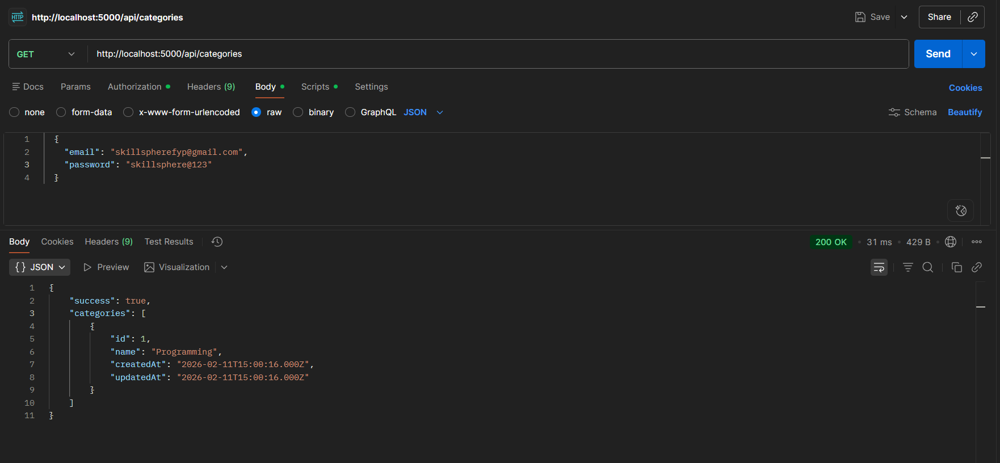 HTTP http://localhost:5000/api/categories Save Share
GET http://localhost:5000/api/categories Send
Docs Params Authorization Headers (9) Body Scripts Settings Cookies
none form-data x-www-form-urlencoded raw binary GraphQL JSON Schema Beautify
1 {
2 "email": "skillspherefyp@gmail.com",
3 "password": "skillsphere@123"
4 }
Body Cookies Headers (9) Test Results 200 OK • 31 ms • 429 B •
{} JSON Preview Visualization
1 {
2 "success": true,
3 "categories": [
4 {
5 "id": 1,
6 "name": "Programming",
7 "createdAt": "2026-02-11T15:00:16.000Z",
8 "updatedAt": "2026-02-11T15:00:16.000Z"
9 }
10 ]
11 }